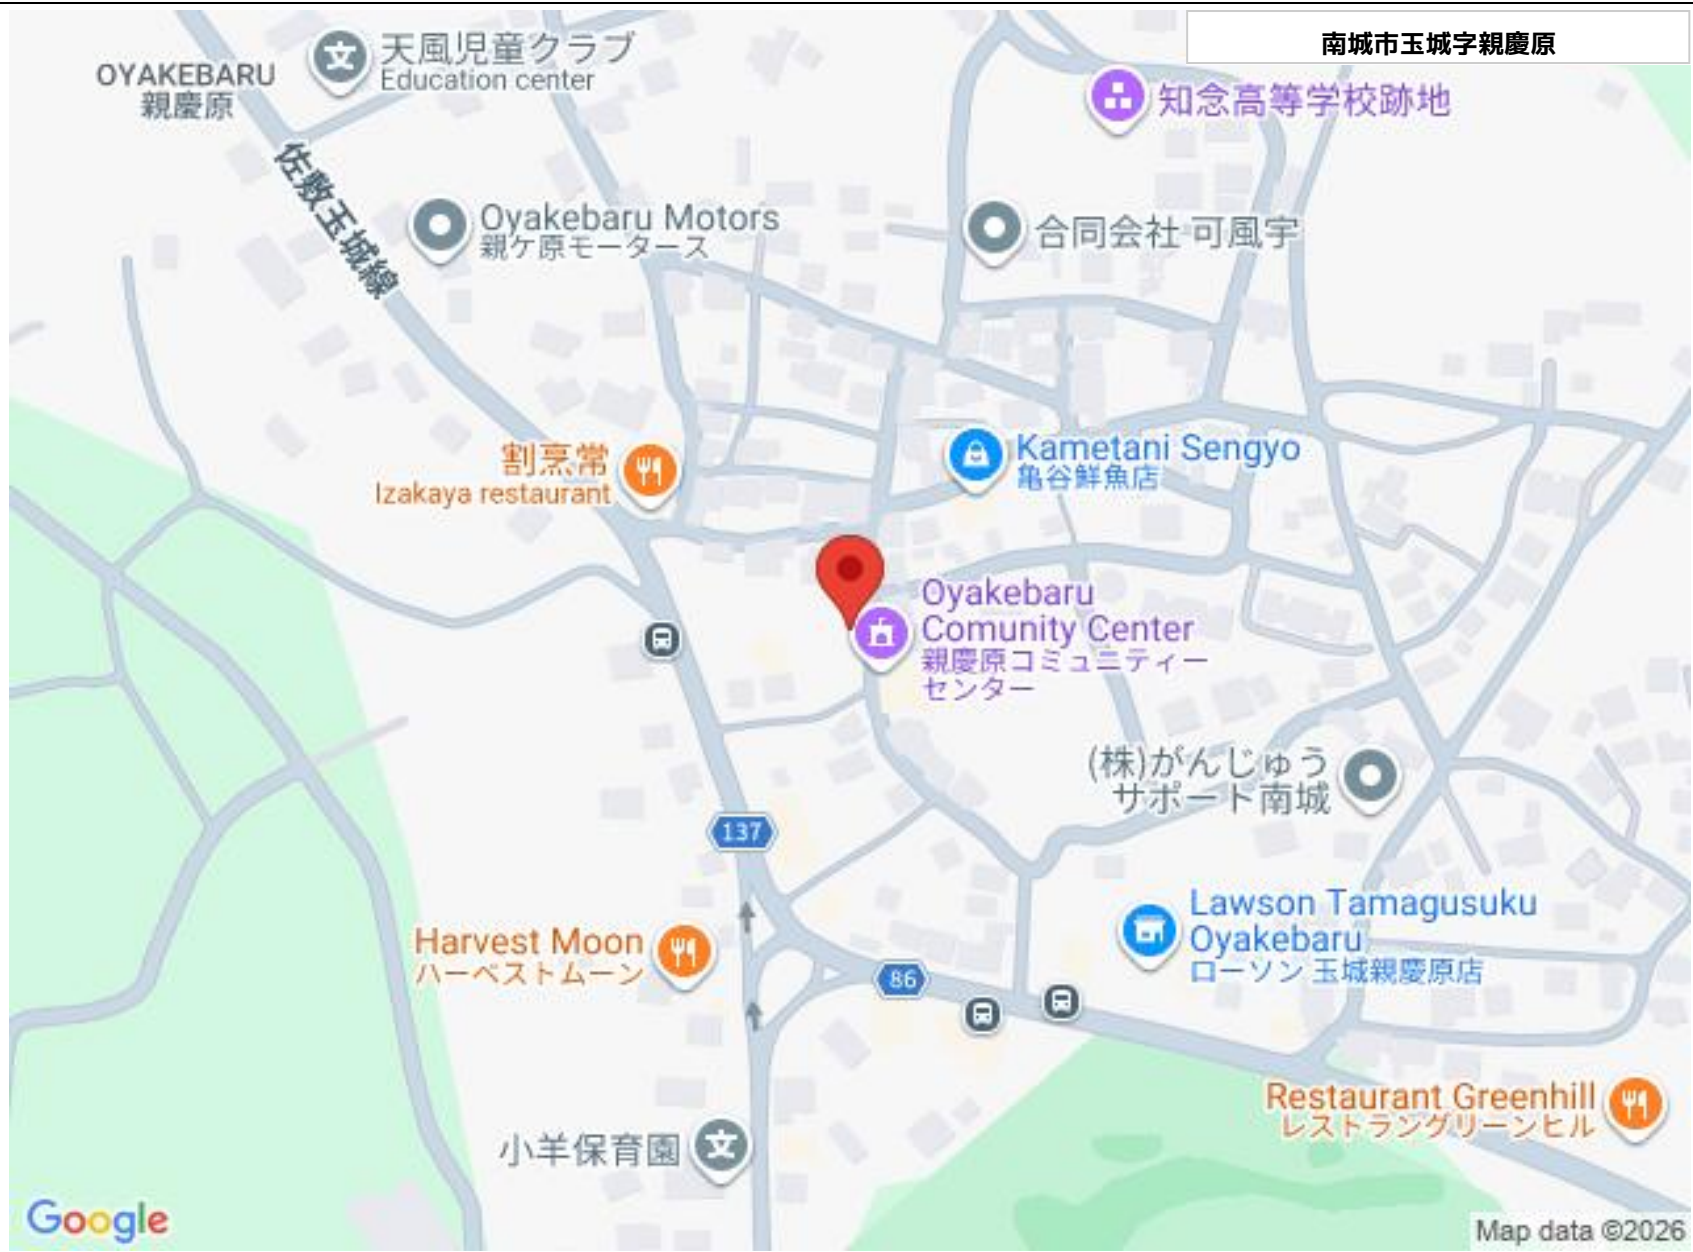 南城市玉城字親慶原
天風児童クラブ
Education center
OYAKEBARU
親慶原
知念高等学校跡地
佐敷玉城線
Oyakebaru Motors
親ケ原モータース
合同会社 可風宇
割烹常
Izakaya restaurant
Kametani Sengyo
亀谷鮮魚店
Oyakebaru
Comunity Center
親慶原コミュニティー
センター
(株)がんじゅう
サポート南城
137
Harvest Moon
ハーベストムーン
86
Lawson Tamagusuku
Oyakebaru
ローソン 玉城親慶原店
Restaurant Greenhill
レストラングリーンヒル
小羊保育園
Google
Map data ©2026